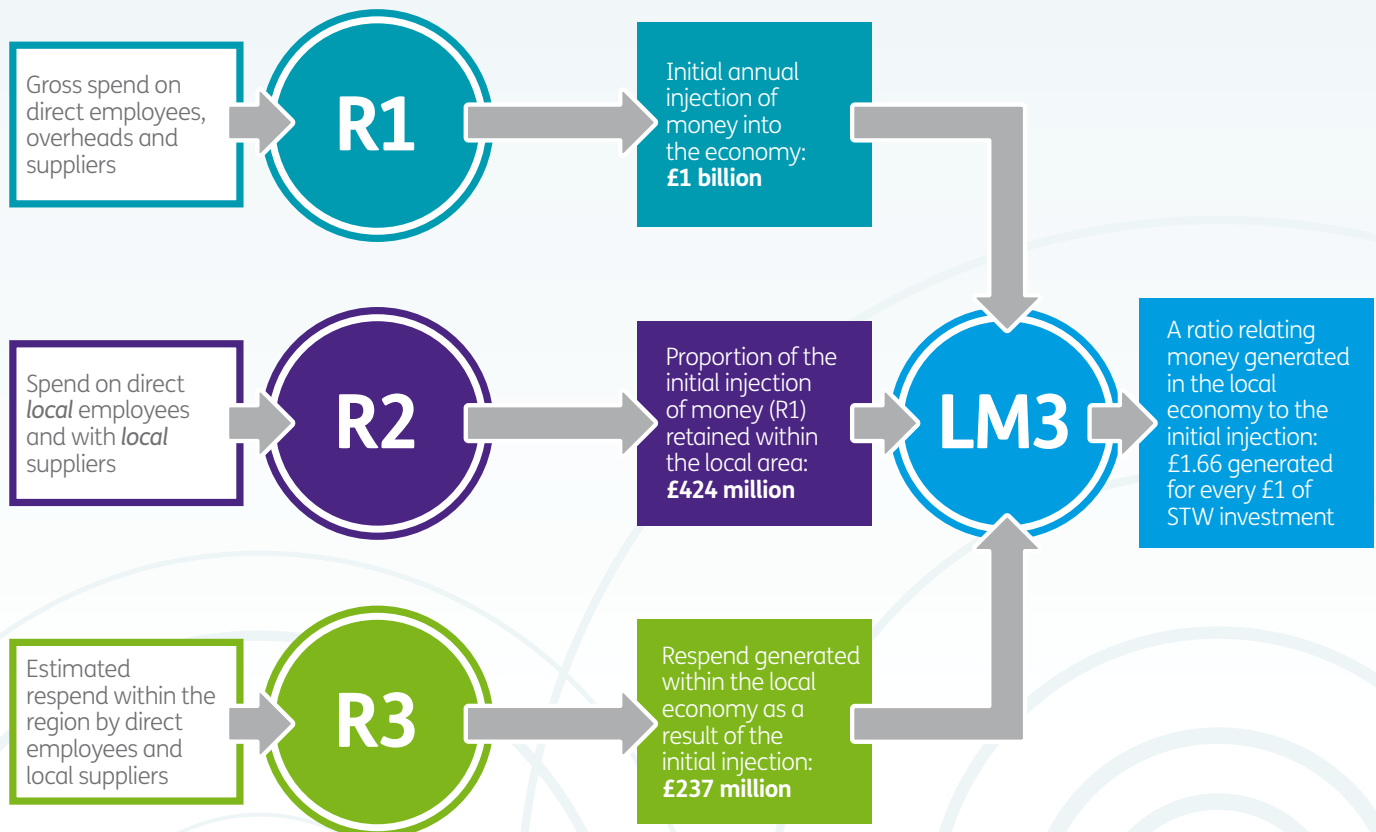 Gross spend on
direct employees,
overheads and
suppliers
R1
Initial annual
injection of
money into
the economy:
£1 billion
Spend on direct
local employees
and with local
suppliers
R2
Proportion of the
initial injection
of money (R1)
retained within
the local area:
£424 million
LM3
A ratio relating
money generated
in the local
economy to the
initial injection:
£1.66 generated
for every £1 of
STW investment
Estimated
respend within the
region by direct
employees and
local suppliers
R3
Respend generated
within the local
economy as a
result of the
initial injection:
£237 million